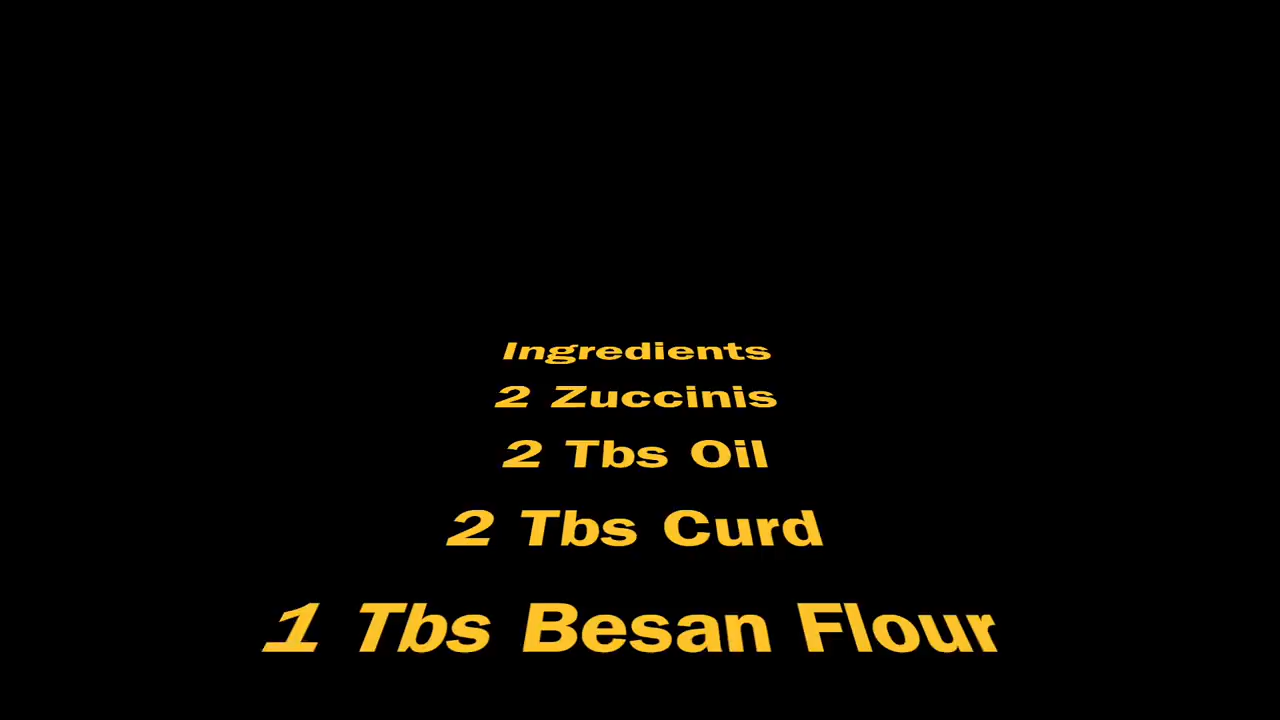 Ingredients
2 Zuccinis
2 Tbs Oil
2 Tbs Curd
1 Tbs Besan Flour